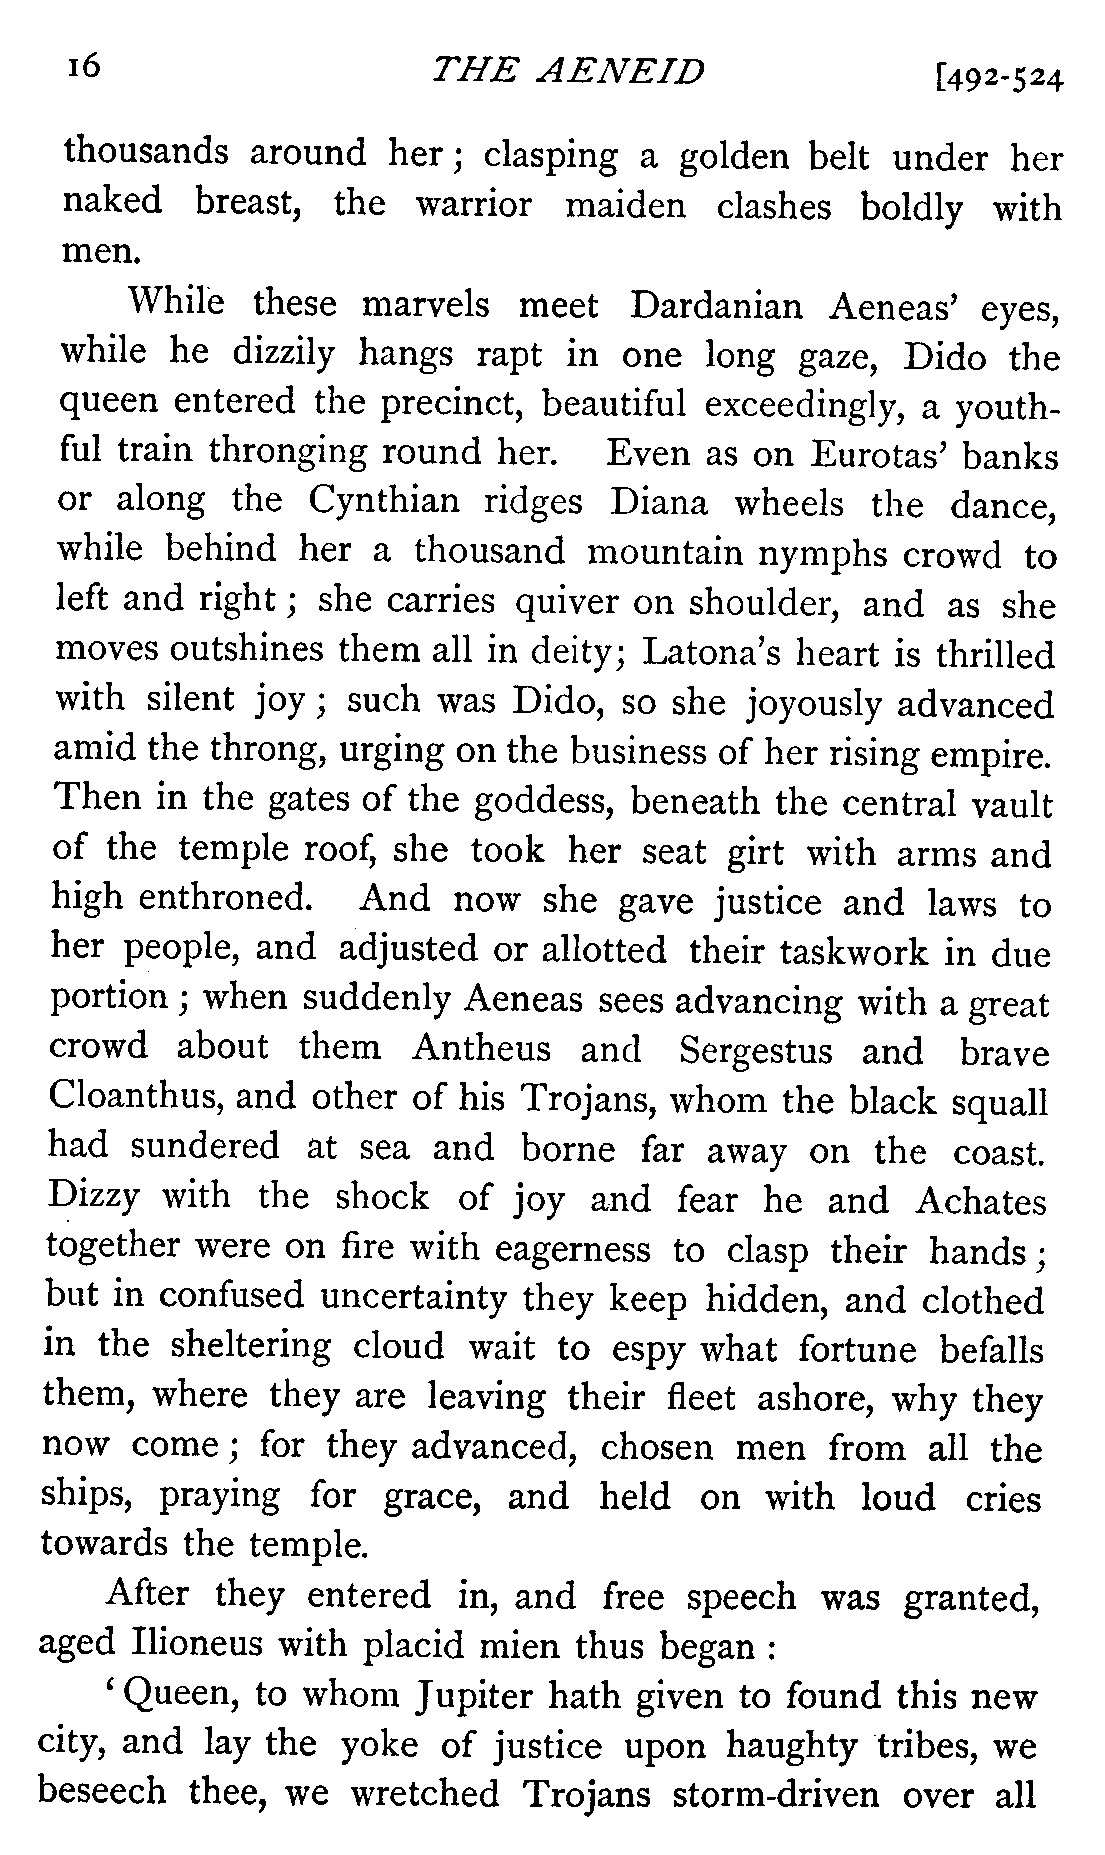 16 THE AENEID [492-524
thousands around her ; clasping a golden belt under her
naked breast, the warrior maiden clashes boldly with
men.
While these marvels meet Dardanian Aeneas’ eyes,
while he dizzily hangs rapt in one long gaze, Dido the
queen entered the precinct, beautiful exceedingly, a youth-
ful train thronging round her. Even as on Eurotas’ banks
or along the Cynthian ridges Diana wheels the dance,
while behind her a thousand mountain nymphs crowd to
left and right ; she carries quiver on shoulder, and as she
moves outshines them all in deity; Latona’s heart is thrilled
with silent joy ; such was Dido, so she joyously advanced
amid the throng, urging on the business of her rising empire.
Then in the gates of the goddess, beneath the central vault
of the temple roof, she took her seat girt with arms and
high enthroned. And now she gave justice and laws to
her people, and adjusted or allotted their taskwork in due
portion ; when suddenly Aeneas sees advancing with a great
crowd about them Antheus and Sergestus and brave
Cloanthus, and other of his Trojans, whom the black squall
had sundered at sea and borne far away on the coast.
Dizzy with the shock of joy and fear he and Achates
together were on fire with eagerness to clasp their hands ;
but in confused uncertainty they keep hidden, and clothed
in the sheltering cloud wait to espy what fortune befalls
them, where they are leaving their fleet ashore, why they
now come ; for they advanced, chosen men from all the
ships, praying for grace, and held on with loud cries
towards the temple.
After they entered in, and free speech was granted,
aged Ilioneus with placid mien thus began :
‘ Queen, to whom Jupiter hath given to found this new
city, and lay the yoke of justice upon haughty tribes, we
beseech thee, we wretched Trojans storm-driven over all